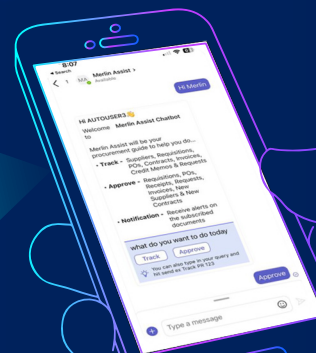 8:07
Search
1 MA Merlin Assist >
Available
Hi Merlin
Hi AUTOUSER3👋
Welcome Merlin Assist Chatbot
to
Merlin Assist will be your
procurement guide to help you do...
- Track - Suppliers, Requisitions,
POs, Contracts, Invoices,
Credit Memos & Requests
- Approve - Requisitions, POs,
Receipts, Requests,
Invoices, New
Suppliers & New
Contracts
- Notification - Receive alerts on
the subscribed
documents
what do you want to do today
Track Approve
You can also type in your query and
hit send ex Track PR 123
Approve
Type a message